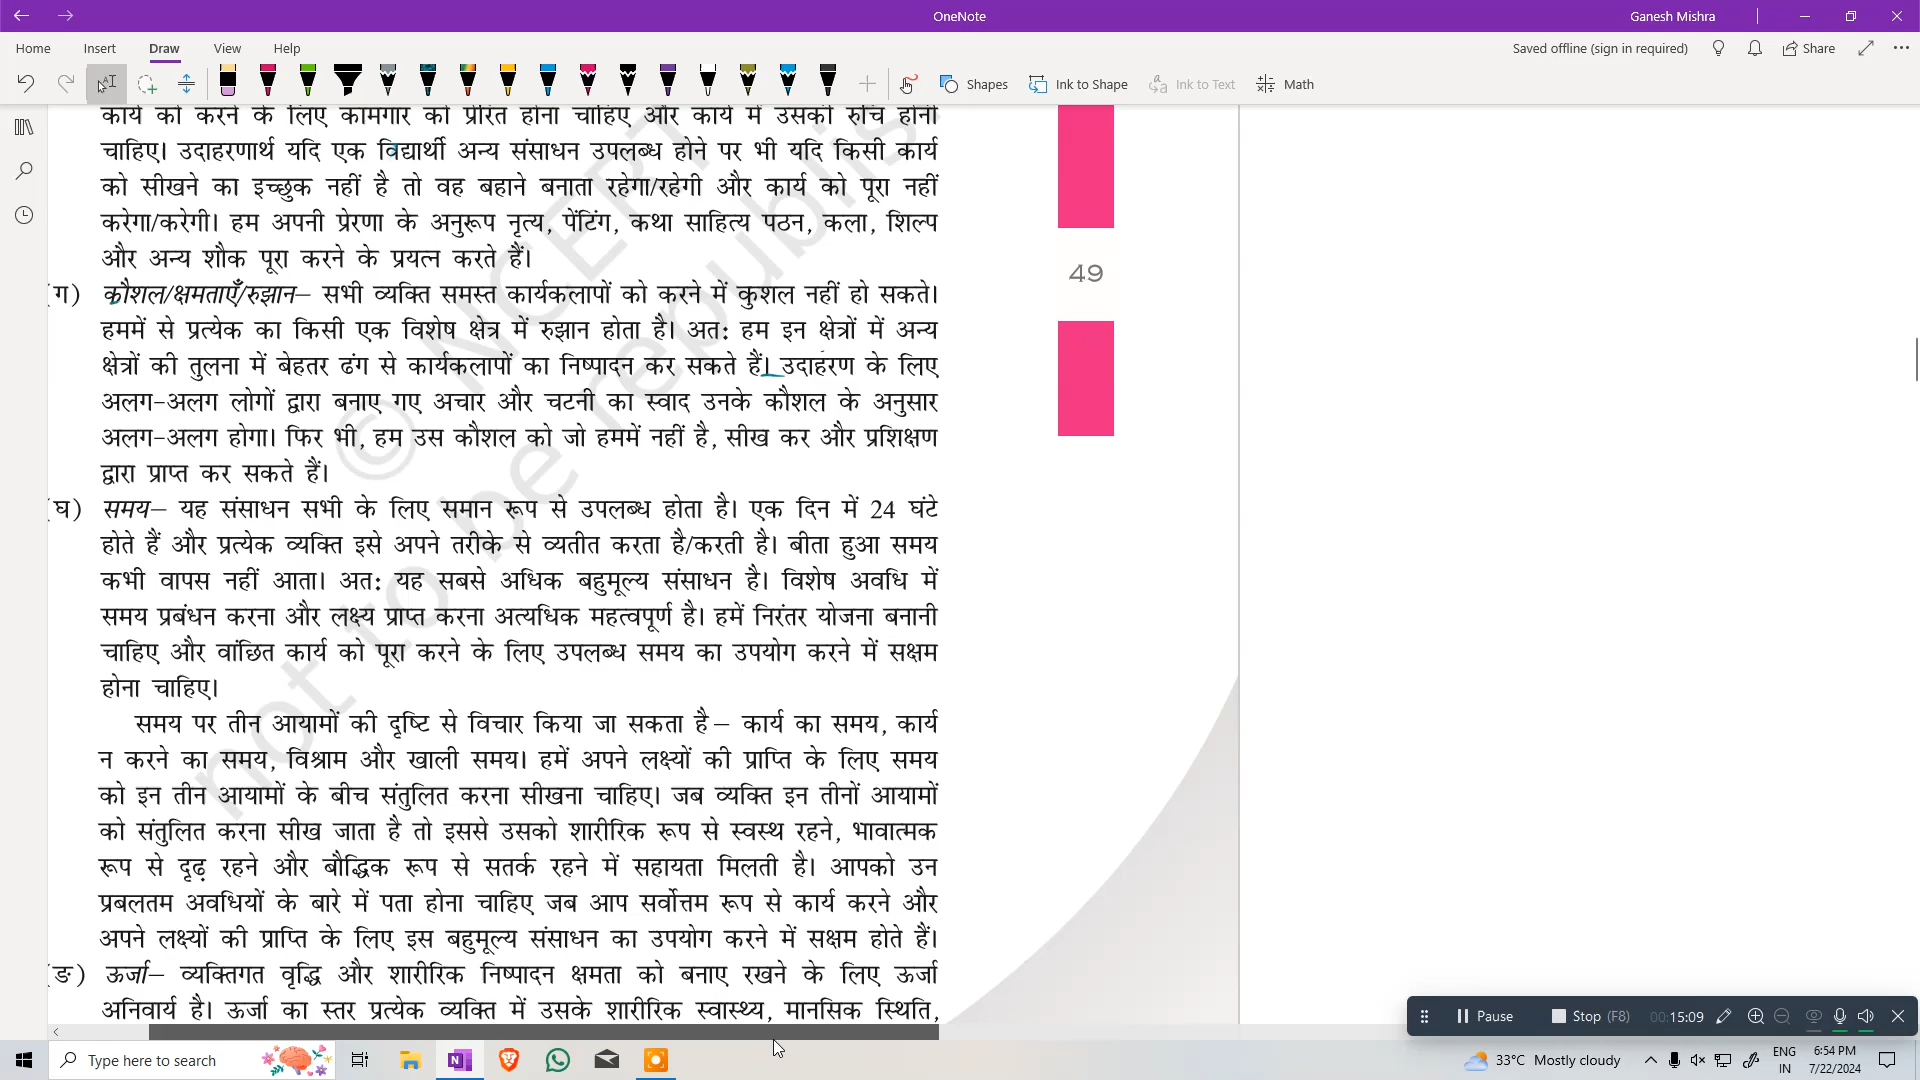 OneNote
Ganesh Mishra
Home Insert Draw View Help
Saved offline (sign in required) Share
Shapes Ink to Shape Ink to Text Math
कार्य को करने के लिए कामगार को प्रेरित होना चाहिए और कार्य में उसकी रुचि होनी
चाहिए। उदाहरणार्थ यदि एक विद्यार्थी अन्य संसाधन उपलब्ध होने पर भी यदि किसी कार्य
को सीखने का इच्छुक नहीं है तो वह बहाने बनाता रहेगा/रहेगी और कार्य को पूरा नहीं
करेगा/करेगी। हम अपनी प्रेरणा के अनुरूप नृत्य, पेंटिंग, कथा साहित्य पठन, कला, शिल्प
और अन्य शौक पूरा करने के प्रयत्न करते हैं।
49
(ग) कौशल/क्षमताएँ/रुझान– सभी व्यक्ति समस्त कार्यकलापों को करने में कुशल नहीं हो सकते।
हममें से प्रत्येक का किसी एक विशेष क्षेत्र में रुझान होता है। अत: हम इन क्षेत्रों में अन्य
क्षेत्रों की तुलना में बेहतर ढंग से कार्यकलापों का निष्पादन कर सकते हैं। उदाहरण के लिए
अलग-अलग लोगों द्वारा बनाए गए अचार और चटनी का स्वाद उनके कौशल के अनुसार
अलग-अलग होगा। फिर भी, हम उस कौशल को जो हममें नहीं है, सीख कर और प्रशिक्षण
द्वारा प्राप्त कर सकते हैं।
(घ) समय– यह संसाधन सभी के लिए समान रूप से उपलब्ध होता है। एक दिन में 24 घंटे
होते हैं और प्रत्येक व्यक्ति इसे अपने तरीके से व्यतीत करता है/करती है। बीता हुआ समय
कभी वापस नहीं आता। अत: यह सबसे अधिक बहुमूल्य संसाधन है। विशेष अवधि में
समय प्रबंधन करना और लक्ष्य प्राप्त करना अत्यधिक महत्वपूर्ण है। हमें निरंतर योजना बनानी
चाहिए और वांछित कार्य को पूरा करने के लिए उपलब्ध समय का उपयोग करने में सक्षम
होना चाहिए।
समय पर तीन आयामों की दृष्टि से विचार किया जा सकता है– कार्य का समय, कार्य
न करने का समय, विश्राम और खाली समय। हमें अपने लक्ष्यों की प्राप्ति के लिए समय
को इन तीन आयामों के बीच संतुलित करना सीखना चाहिए। जब व्यक्ति इन तीनों आयामों
को संतुलित करना सीख जाता है तो इससे उसको शारीरिक रूप से स्वस्थ रहने, भावात्मक
रूप से दृढ़ रहने और बौद्धिक रूप से सतर्क रहने में सहायता मिलती है। आपको उन
प्रबलतम अवधियों के बारे में पता होना चाहिए जब आप सर्वोत्तम रूप से कार्य करने और
अपने लक्ष्यों की प्राप्ति के लिए इस बहुमूल्य संसाधन का उपयोग करने में सक्षम होते हैं।
(ङ) ऊर्जा– व्यक्तिगत वृद्धि और शारीरिक निष्पादन क्षमता को बनाए रखने के लिए ऊर्जा
अनिवार्य है। ऊर्जा का स्तर प्रत्येक व्यक्ति में उसके शारीरिक स्वास्थ्य, मानसिक स्थिति,
© NCERT
not to be republis
Pause Stop (F8) 00:15:09
Type here to search
33°C Mostly cloudy
ENG
IN
6:54 PM
7/22/2024